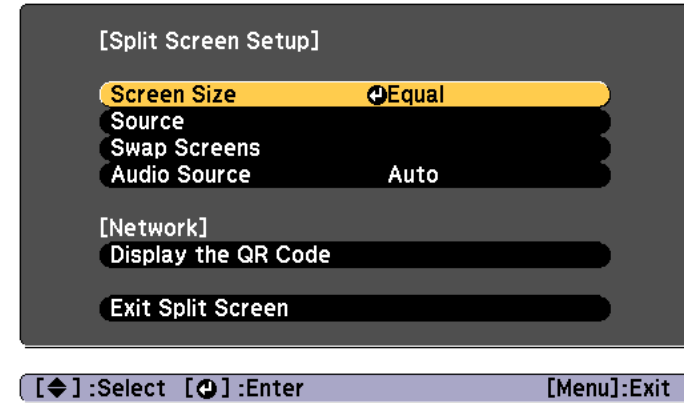 [Split Screen Setup]
Screen Size Equal
Source
Swap Screens
Audio Source Auto
[Network]
Display the QR Code
Exit Split Screen
[ ] :Select [ ] :Enter [Menu]:Exit